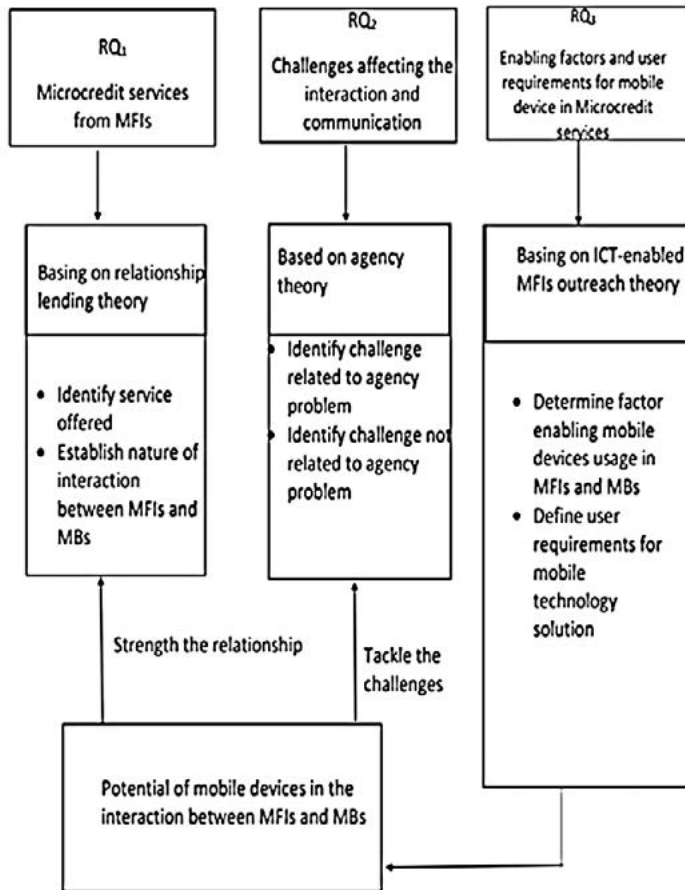 RQ₁
Microcredit services
from MFIs
RQ₂
Challenges affecting the
interaction and
communication
RQ₃
Enabling factors and user
requirements for mobile
device in Microcredit
services
Basing on relationship
lending theory
• Identify service
offered
• Establish nature of
interaction
between MFIs and
MBs
Based on agency
theory
• Identify challenge
related to agency
problem
• Identify challenge not
related to agency
problem
Basing on ICT-enabled
MFIs outreach theory
• Determine factor
enabling mobile
devices usage in
MFIs and MBs
• Define user
requirements for
mobile
technology
solution
Strength the relationship
Tackle the
challenges
Potential of mobile devices in the
interaction between MFIs and MBs